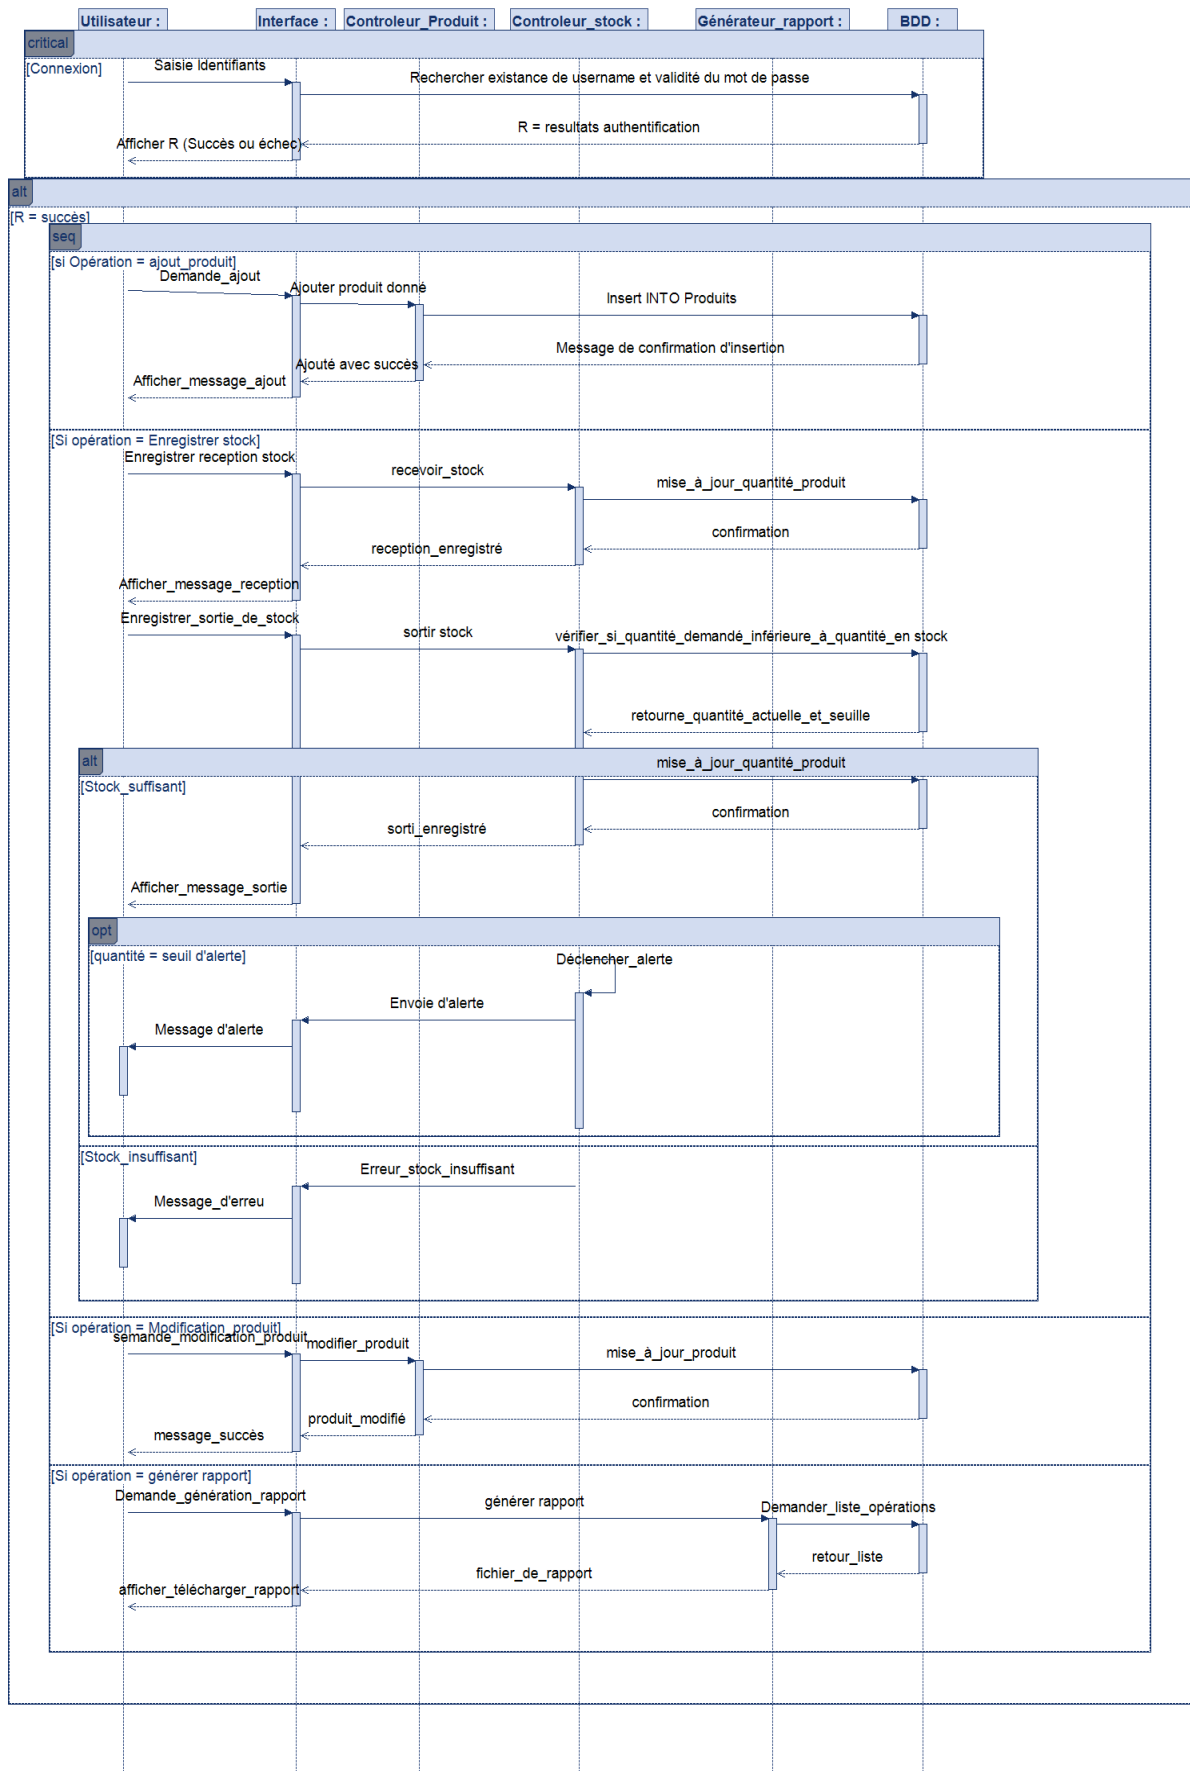 Utilisateur :
Interface :
Controleur_Produit :
Controleur_stock :
Générateur_rapport :
BDD :
critical
[Connexion]
Saisie Identifiants
Rechercher existance de username et validité du mot de passe
R = resultats authentification
Afficher R (Succès ou échec)
alt
[R = succès]
seq
[si Opération = ajout_produit]
Demande_ajout
Ajouter produit donné
Insert INTO Produits
Message de confirmation d'insertion
Ajouté avec succès
Afficher_message_ajout
[Si opération = Enregistrer stock]
Enregistrer reception stock
recevoir_stock
mise_à_jour_quantité_produit
confirmation
reception_enregistré
Afficher_message_reception
Enregistrer_sortie_de_stock
sortir stock
vérifier_si_quantité_demandé_inférieure_à_quantité_en stock
retourne_quantité_actuelle_et_seuille
alt
mise_à_jour_quantité_produit
[Stock_suffisant]
confirmation
sorti_enregistré
Afficher_message_sortie
opt
[quantité = seuil d'alerte]
Déclencher_alerte
Envoie d'alerte
Message d'alerte
[Stock_insuffisant]
Erreur_stock_insuffisant
Message_d'erreu
[Si opération = Modification_produit]
semande_modification_produit
modifier_produit
mise_à_jour_produit
confirmation
produit_modifié
message_succès
[Si opération = générer rapport]
Demande_génération_rapport
générer rapport
Demander_liste_opérations
retour_liste
fichier_de_rapport
afficher_télécharger_rapport